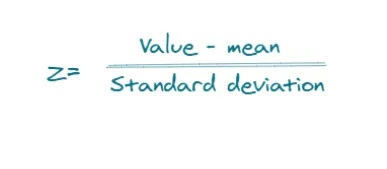 Value - mean
z=
Standard deviation